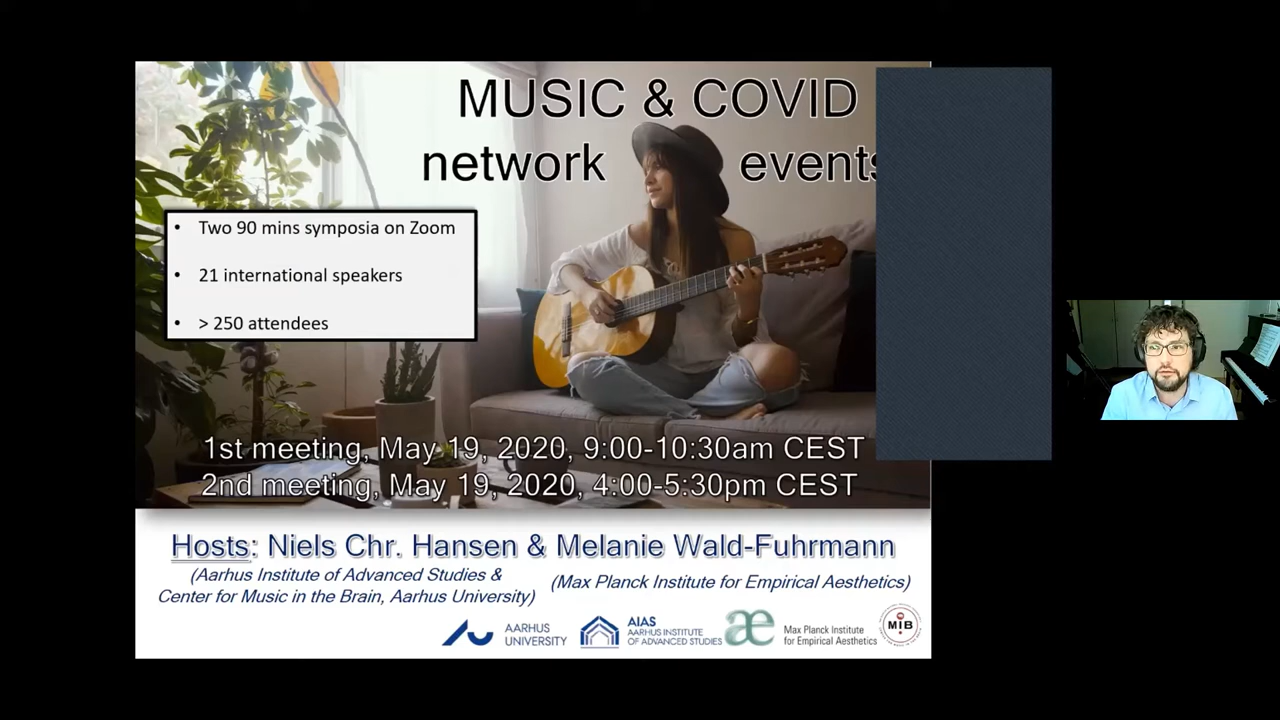 MUSIC & COVID
network events
• Two 90 mins symposia on Zoom
• 21 international speakers
• > 250 attendees
1st meeting, May 19, 2020, 9:00-10:30am CEST
2nd meeting, May 19, 2020, 4:00-5:30pm CEST
Hosts: Niels Chr. Hansen & Melanie Wald-Fuhrmann
(Aarhus Institute of Advanced Studies &
Center for Music in the Brain, Aarhus University)
(Max Planck Institute for Empirical Aesthetics)
AARHUS
UNIVERSITY
AIAS
AARHUS INSTITUTE
OF ADVANCED STUDIES
æ
Max Planck Institute
for Empirical Aesthetics
MIB